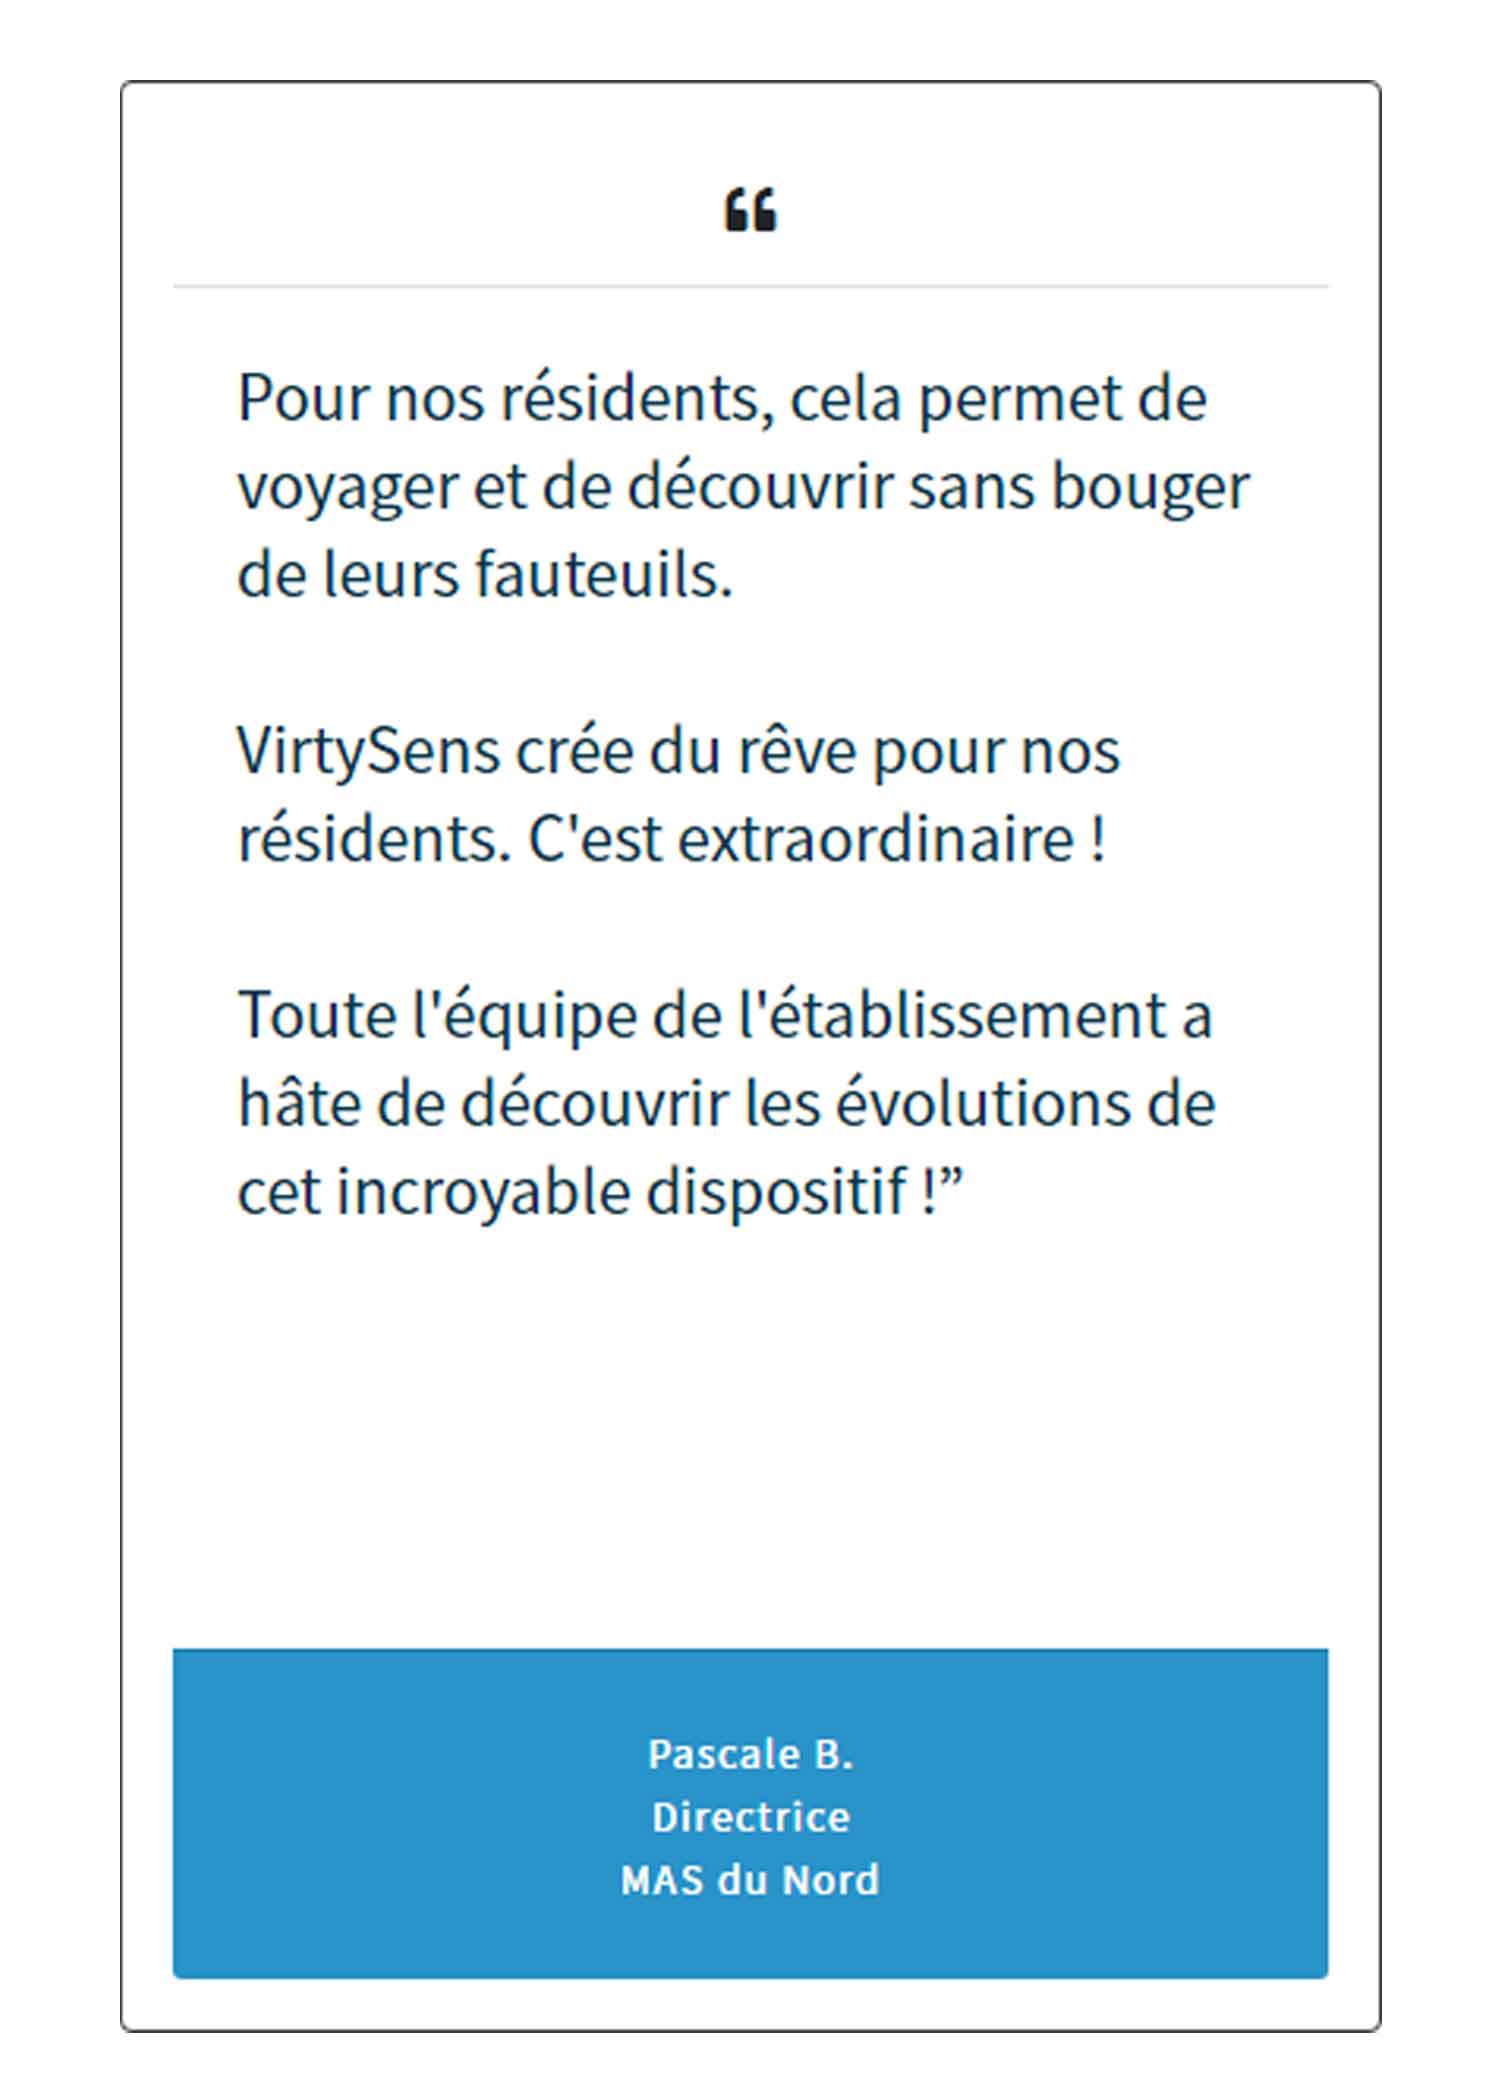 “
Pour nos résidents, cela permet de
voyager et de découvrir sans bouger
de leurs fauteuils.
VirtySens crée du rêve pour nos
résidents. C'est extraordinaire !
Toute l'équipe de l'établissement a
hâte de découvrir les évolutions de
cet incroyable dispositif !”
Pascale B.
Directrice
MAS du Nord